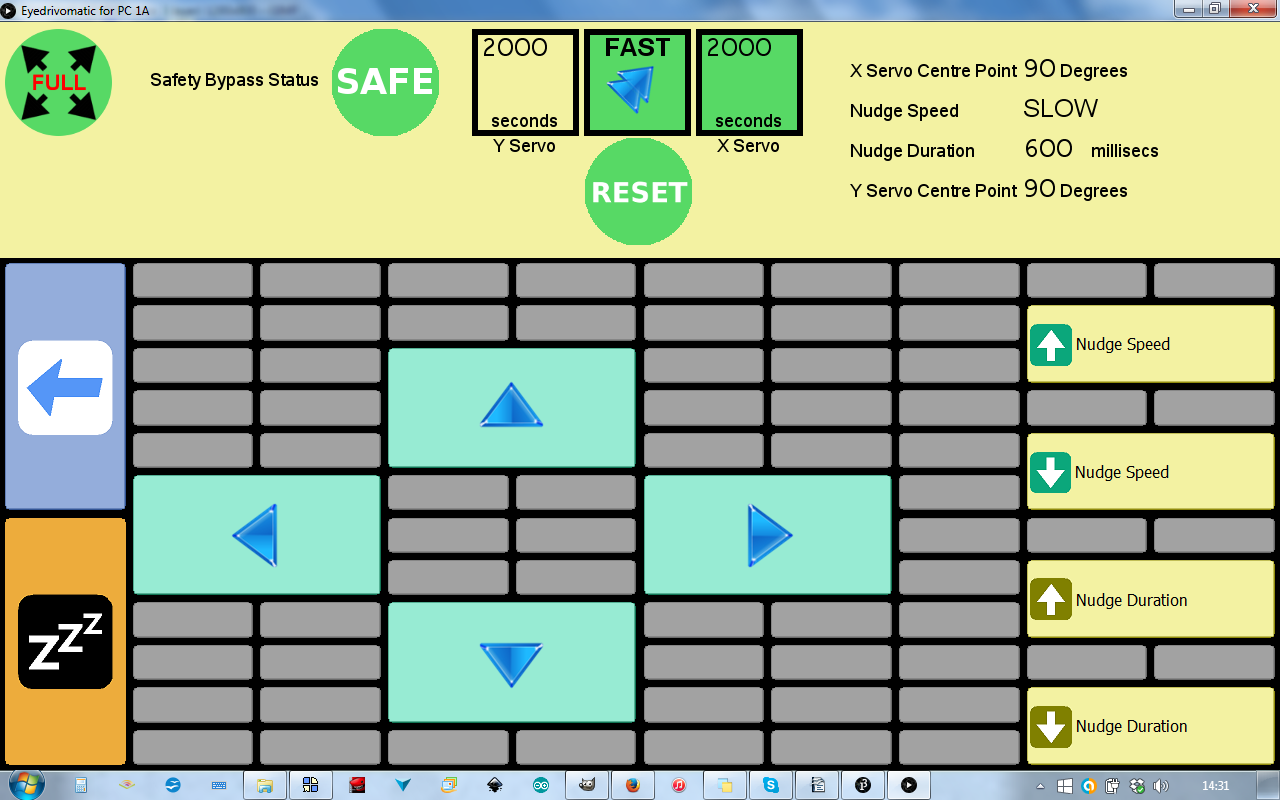 Eyedrivomatic for PC 1A
FULL
Safety Bypass Status
SAFE
2000
seconds
Y Servo
FAST
2000
seconds
X Servo
RESET
X Servo Centre Point 90 Degrees
Nudge Speed SLOW
Nudge Duration 600 millisecs
Y Servo Centre Point 90 Degrees
Nudge Speed
Nudge Speed
Nudge Duration
Nudge Duration
zzz
14:31